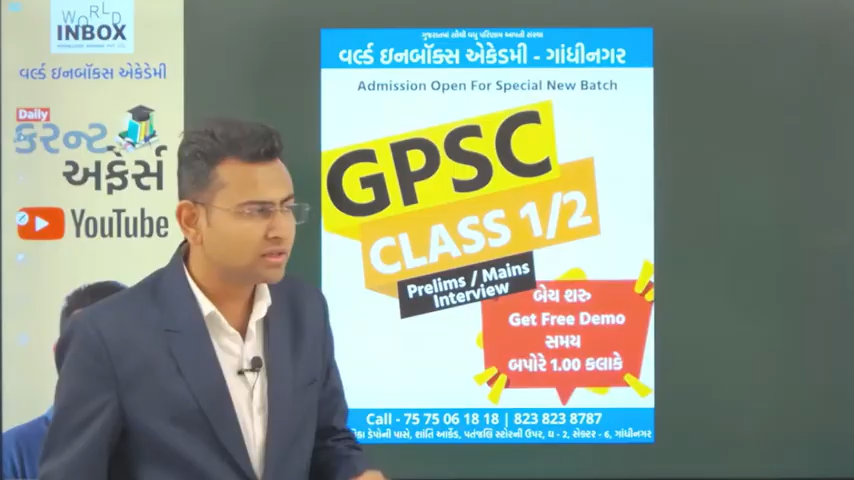 WORLD
INBOX
વર્લ્ડ ઇનબૉક્સ એકેડેમી
Daily
કરન્ટ
અફેર્સ
YouTube
ગુજરાતમાં સૌથી વધુ પરિણામ આપતી સંસ્થા
વર્લ્ડ ઇનબૉક્સ એકેડમી - ગાંધીનગર
Admission Open For Special New Batch
GPSC
CLASS 1/2
Prelims / Mains
Interview
બેચ શરુ
Get Free Demo
સમય
બપોરે 1.00 કલાકે
Call - 75 75 06 18 18 | 823 823 8787
ડેપોની પાસે, શાંતિ આર્કેડ, પતંજલિ સ્ટોરની ઉપર, ઘ - 2, સેક્ટર - 6, ગાંધીનગર